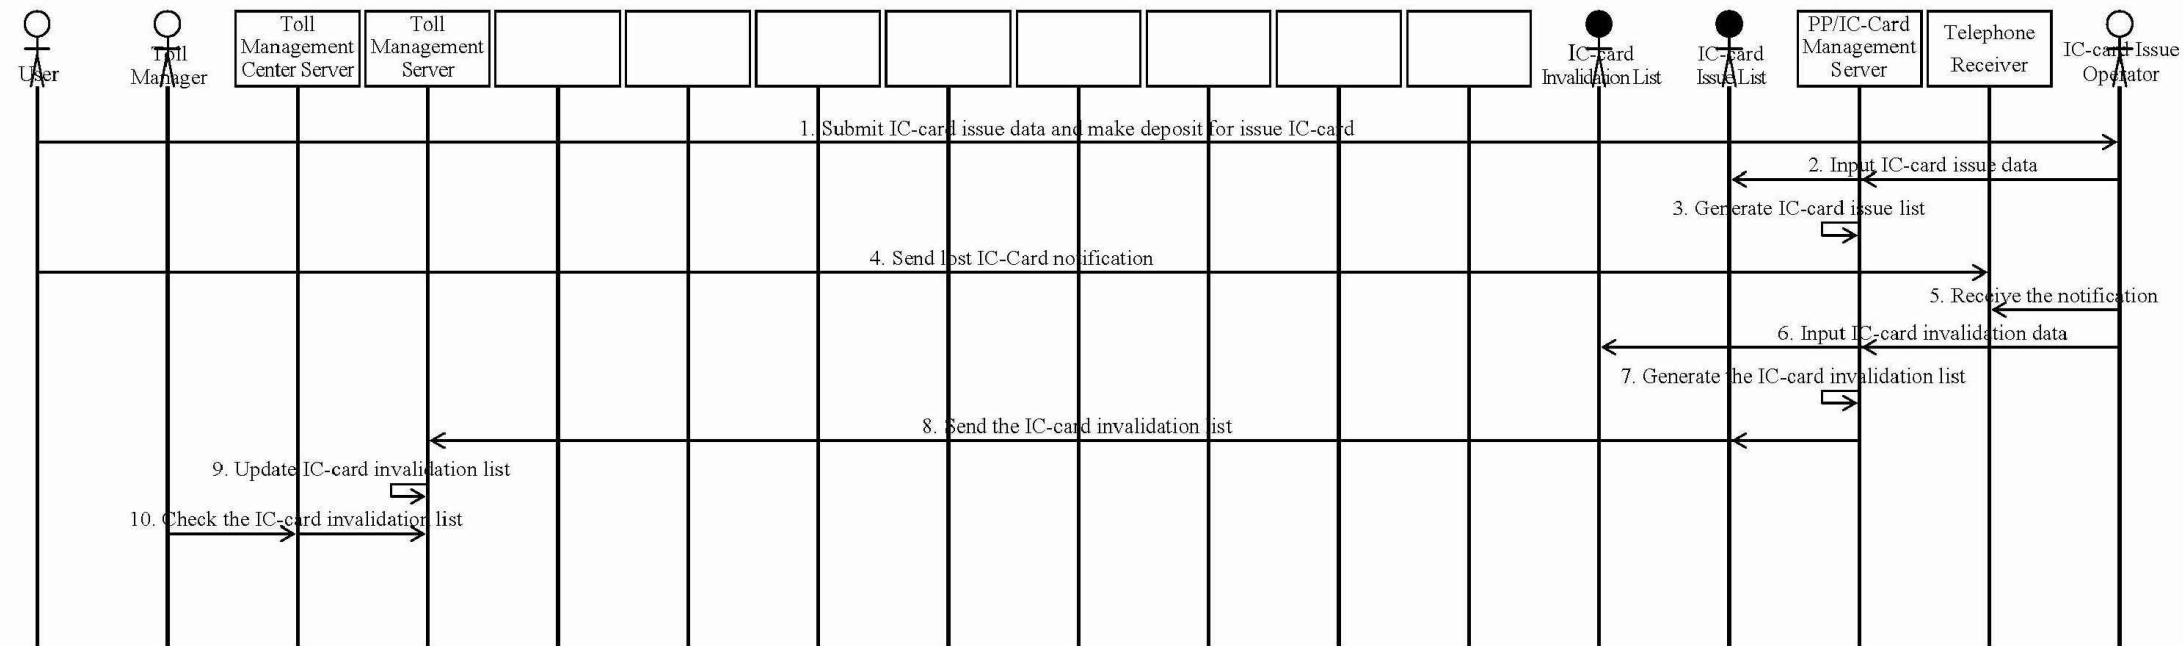 User
Toll
Manager
Toll
Management
Center Server
Toll
Management
Server
IC-card
Invalidation List
IC-card
Issue List
PP/IC-Card
Management
Server
Telephone
Receiver
IC-card Issue
Operator
1. Submit IC-card issue data and make deposit for issue IC-card
2. Input IC-card issue data
3. Generate IC-card issue list
4. Send lost IC-Card notification
5. Receive the notification
6. Input IC-card invalidation data
7. Generate the IC-card invalidation list
8. Send the IC-card invalidation list
9. Update IC-card invalidation list
10. Check the IC-card invalidation list